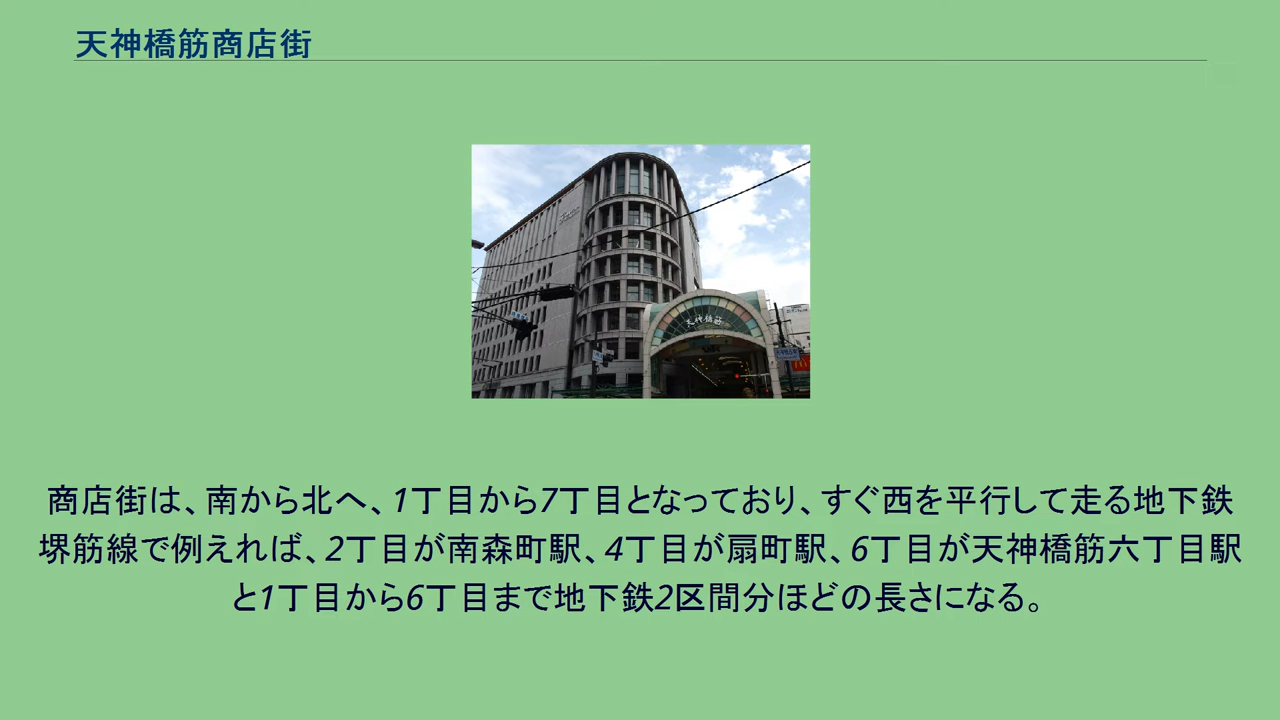 天神橋筋商店街
天神橋筋
商店街は、南から北へ、1丁目から7丁目となっており、すぐ西を平行して走る地下鉄
堺筋線で例えれば、2丁目が南森町駅、4丁目が扇町駅、6丁目が天神橋筋六丁目駅
と1丁目から6丁目まで地下鉄2区間分ほどの長さになる。